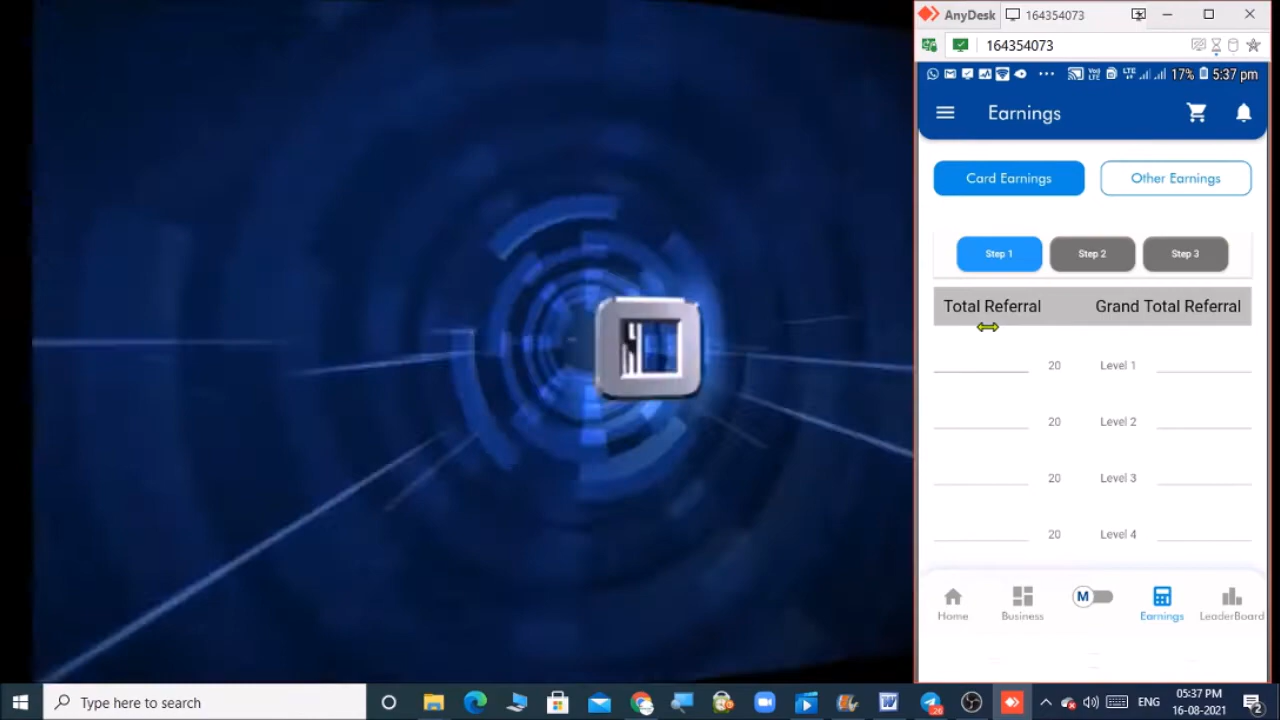 AnyDesk 164354073
164354073
17% 5:37 pm
Earnings
Card Earnings Other Earnings
Step 1 Step 2 Step 3
Total Referral Grand Total Referral
20 Level 1
20 Level 2
20 Level 3
20 Level 4
M
Home Business Earnings LeaderBoard
Type here to search
ENG
05:37 PM
16-08-2021
2